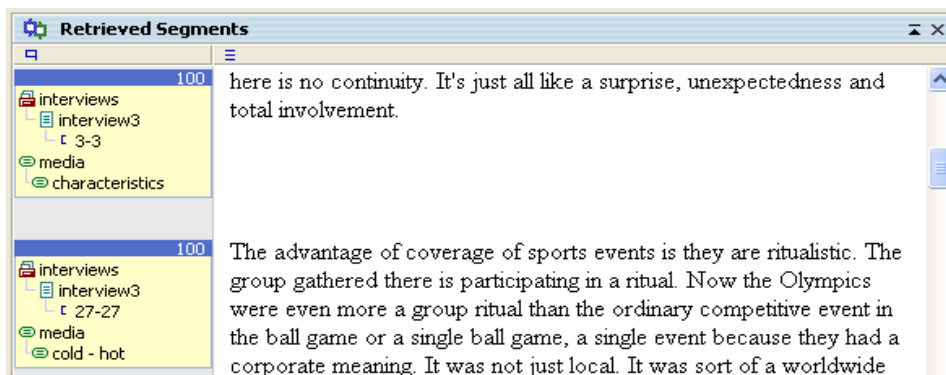 Retrieved Segments
100
interviews
interview3
3-3
media
characteristics
here is no continuity. It's just all like a surprise, unexpectedness and
total involvement.
100
interviews
interview3
27-27
media
cold - hot
The advantage of coverage of sports events is they are ritualistic. The
group gathered there is participating in a ritual. Now the Olympics
were even more a group ritual than the ordinary competitive event in
the ball game or a single ball game, a single event because they had a
corporate meaning. It was not just local. It was sort of a worldwide